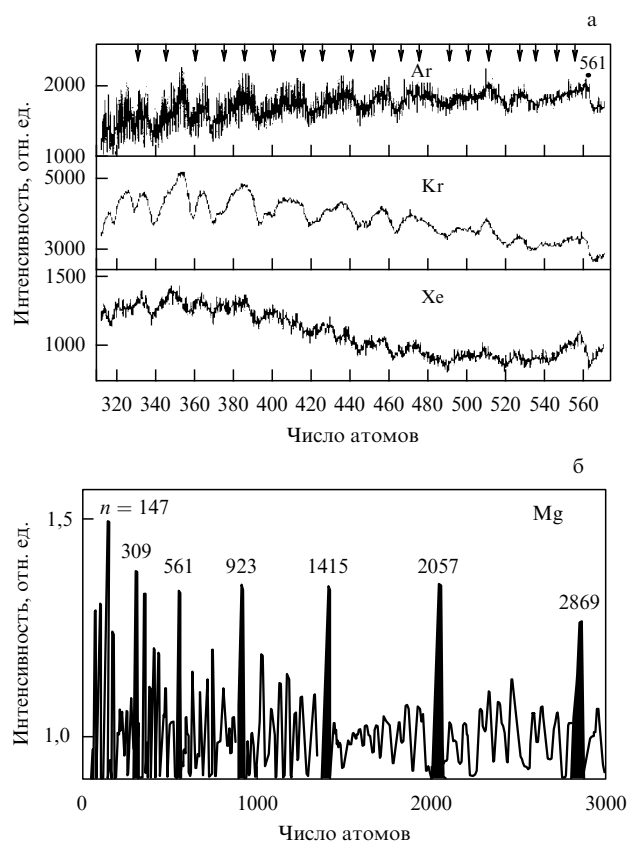 а
Интенсивность, отн. ед.
2000
1000
Ar
561
5000
3000
Kr
1500
1000
Xe
320 340 360 380 400 420 440 460 480 500 520 540 560
Число атомов
б
Интенсивность, отн. ед.
1,5
1,0
n = 147
309
561
923
1415
2057
2869
Mg
0 1000 2000 3000
Число атомов